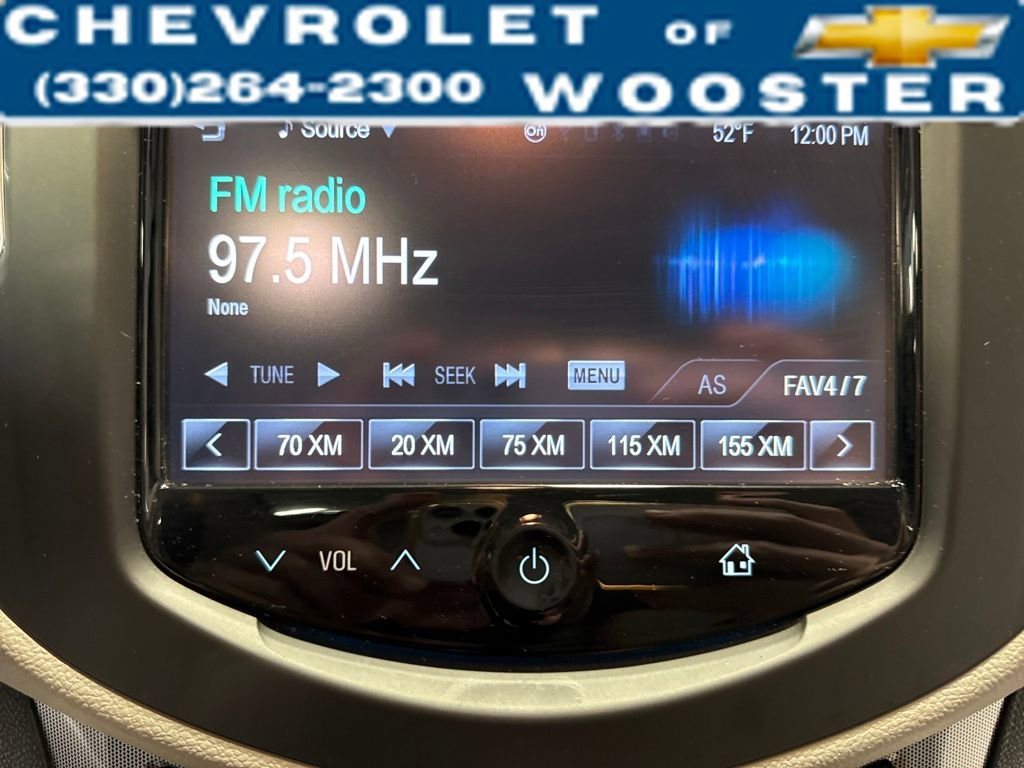 CHEVROLET OF
(330)264-2300 WOOSTER
Source On 52°F 12:00 PM
FM radio
97.5 MHz
None
TUNE SEEK MENU AS FAV4/7
< 70 XM 20 XM 75 XM 115 XM 155 XM >
VOL